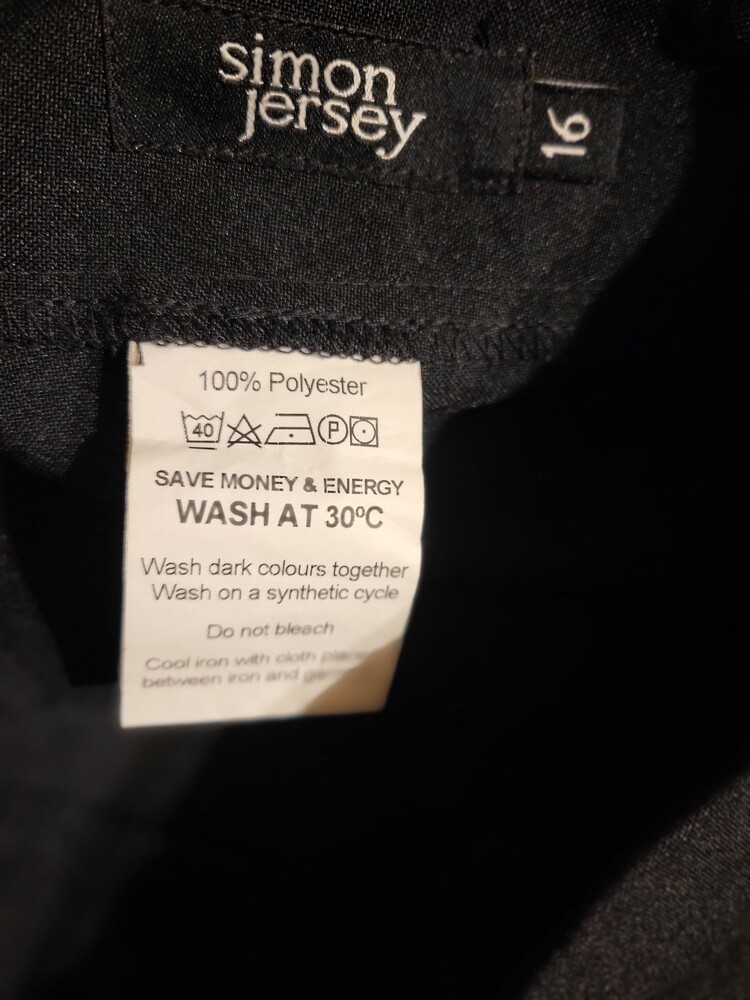 simon
jersey
16
100% Polyester
40 P
SAVE MONEY & ENERGY
WASH AT 30ºC
Wash dark colours together
Wash on a synthetic cycle
Do not bleach
Cool iron with cloth
between iron and